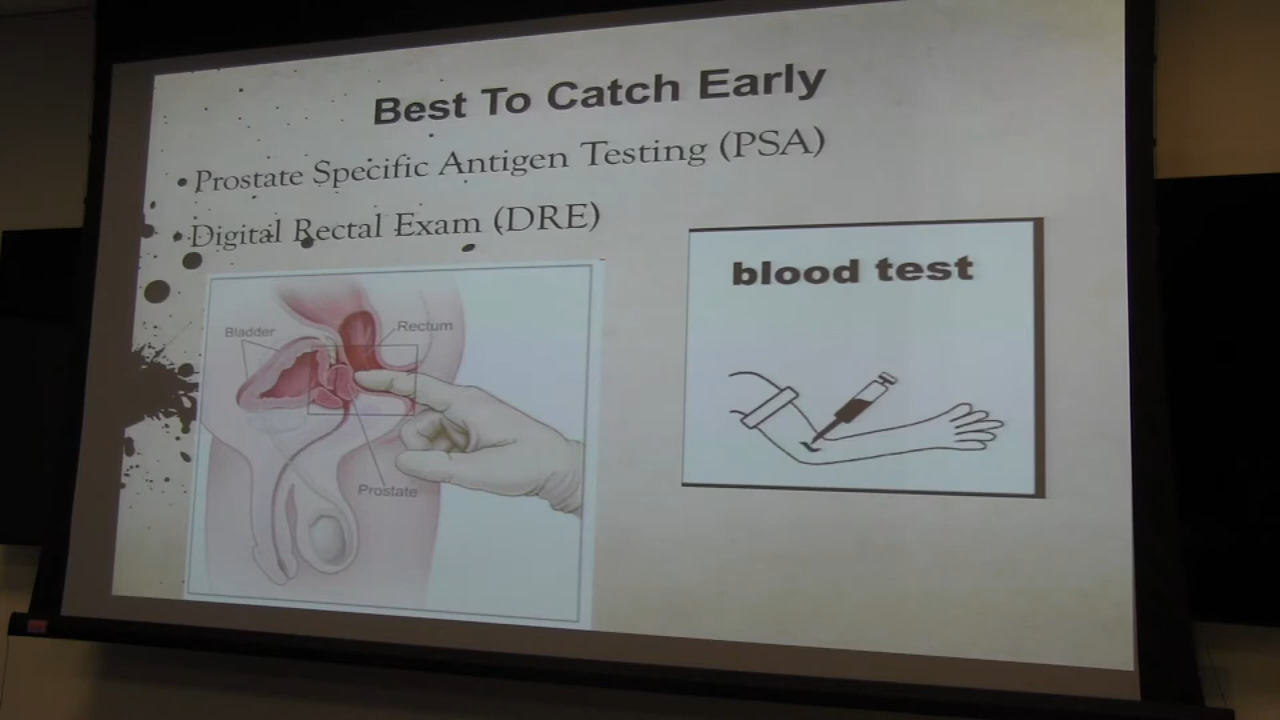 Best To Catch Early
• Prostate Specific Antigen Testing (PSA)
• Digital Rectal Exam (DRE)
blood test
Bladder
Rectum
Prostate